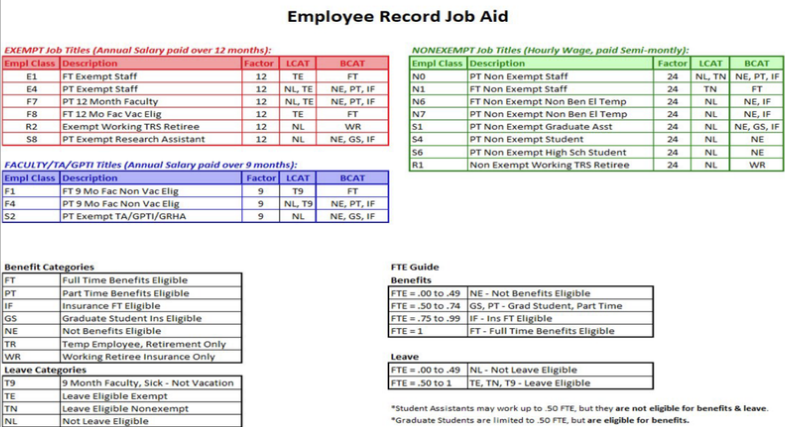 Employee Record Job Aid
EXEMPT Job Titles (Annual Salary paid over 12 months):
Empl Class Description Factor LCAT BCAT
E1 FT Exempt Staff 12 TE FT
E4 PT Exempt Staff 12 NL, TE NE, PT, IF
F7 PT 12 Month Faculty 12 NL, TE NE, PT, IF
F8 FT 12 Mo Fac Vac Elig 12 TE FT
R2 Exempt Working TRS Retiree 12 NL WR
S8 PT Exempt Research Assistant 12 NL NE, GS, IF
FACULTY/TA/GPTI Titles (Annual Salary paid over 9 months):
Empl Class Description Factor LCAT BCAT
F1 FT 9 Mo Fac Non Vac Elig 9 T9 FT
F4 PT 9 Mo Fac Non Vac Elig 9 NL, T9 NE, PT, IF
S2 PT Exempt TA/GPTI/GRHA 9 NL NE, GS, IF
NONEXEMPT Job Titles (Hourly Wage, paid Semi-montly):
Empl Class Description Factor LCAT BCAT
N0 PT Non Exempt Staff 24 NL, TN NE, PT, IF
N1 FT Non Exempt Staff 24 TN FT
N6 FT Exempt Non Ben El Temp 24 NL NE, IF
N7 PT Exempt Non Ben El Temp 24 NL NE, IF
S1 PT Non Exempt Graduate Asst 24 NL NE, GS, IF
S4 PT Non Exempt Student 24 NL NE
S6 PT Non Exempt High Sch Student 24 NL NE
R1 Non Exempt Working TRS Retiree 24 NL WR
Benefit Categories
FT Full Time Benefits Eligible
PT Part Time Benefits Eligible
IF Insurance FT Eligible
GS Graduate Student Ins Eligible
NE Not Benefits Eligible
TR Temp Employee, Retirement Only
WR Working Retiree Insurance Only
Leave Categories
T9 9 Month Faculty, Sick - Not Vacation
TE Leave Eligible Exempt
TN Leave Eligible Nonexempt
NL Not Leave Eligible
FTE Guide
Benefits
FTE = .00 to .49 NE - Not Benefits Eligible
FTE = .50 to .74 GS, PT - Grad Student, Part Time
FTE = .75 to .99 IF - Ins FT Eligible
FTE = 1 FT - Full Time Benefits Eligible
Leave
FTE = .00 to .49 NL - Not Leave Eligible
FTE = .50 to 1 TE, TN, T9 - Leave Eligible
*Student Assistants may work up to .50 FTE, but they are not eligible for benefits & leave.
*Graduate Students are limited to .50 FTE, but are eligible for benefits.